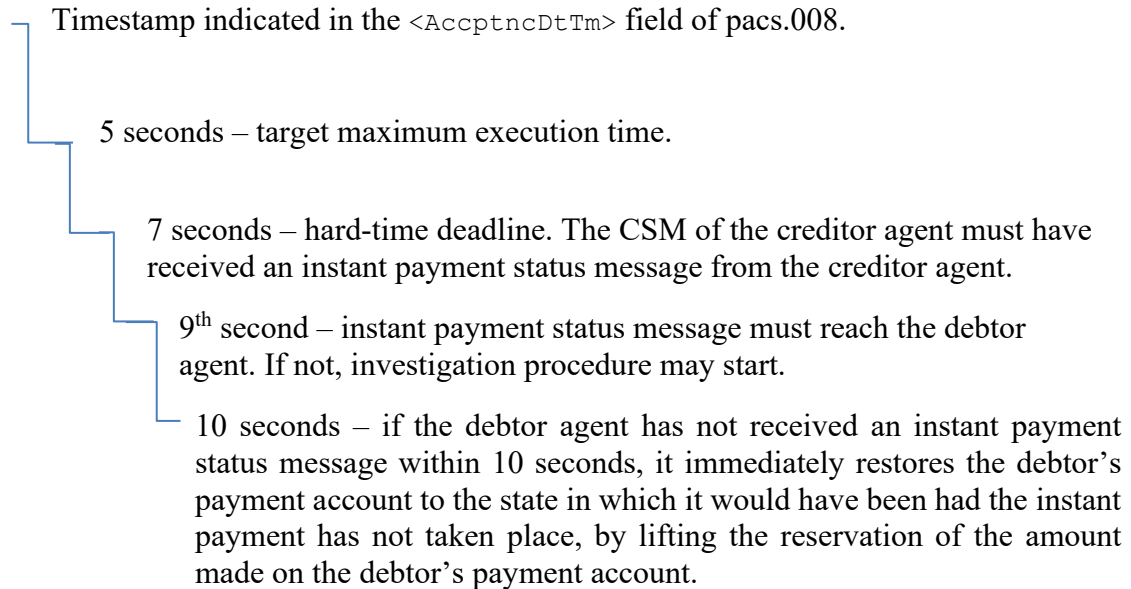 Timestamp indicated in the <AccptncDtTm> field of pacs.008.
5 seconds – target maximum execution time.
7 seconds – hard-time deadline. The CSM of the creditor agent must have
received an instant payment status message from the creditor agent.
9th second – instant payment status message must reach the debtor
agent. If not, investigation procedure may start.
10 seconds – if the debtor agent has not received an instant payment
status message within 10 seconds, it immediately restores the debtor’s
payment account to the state in which it would have been had the instant
payment has not taken place, by lifting the reservation of the amount
made on the debtor’s payment account.